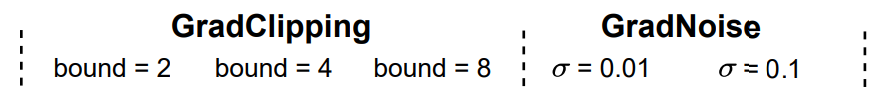 GradClipping GradNoise
bound = 2 bound = 4 bound = 8 σ = 0.01 σ = 0.1